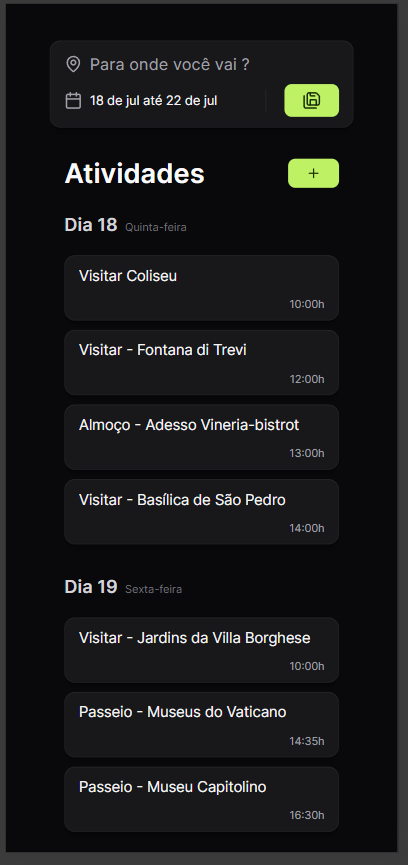 Para onde você vai ?
18 de jul até 22 de jul
Atividades
Dia 18 Quinta-feira
Visitar Coliseu
10:00h
Visitar - Fontana di Trevi
12:00h
Almoço - Adesso Vineria-bistrot
13:00h
Visitar - Basílica de São Pedro
14:00h
Dia 19 Sexta-feira
Visitar - Jardins da Villa Borghese
10:00h
Passeio - Museus do Vaticano
14:35h
Passeio - Museu Capitolino
16:30h